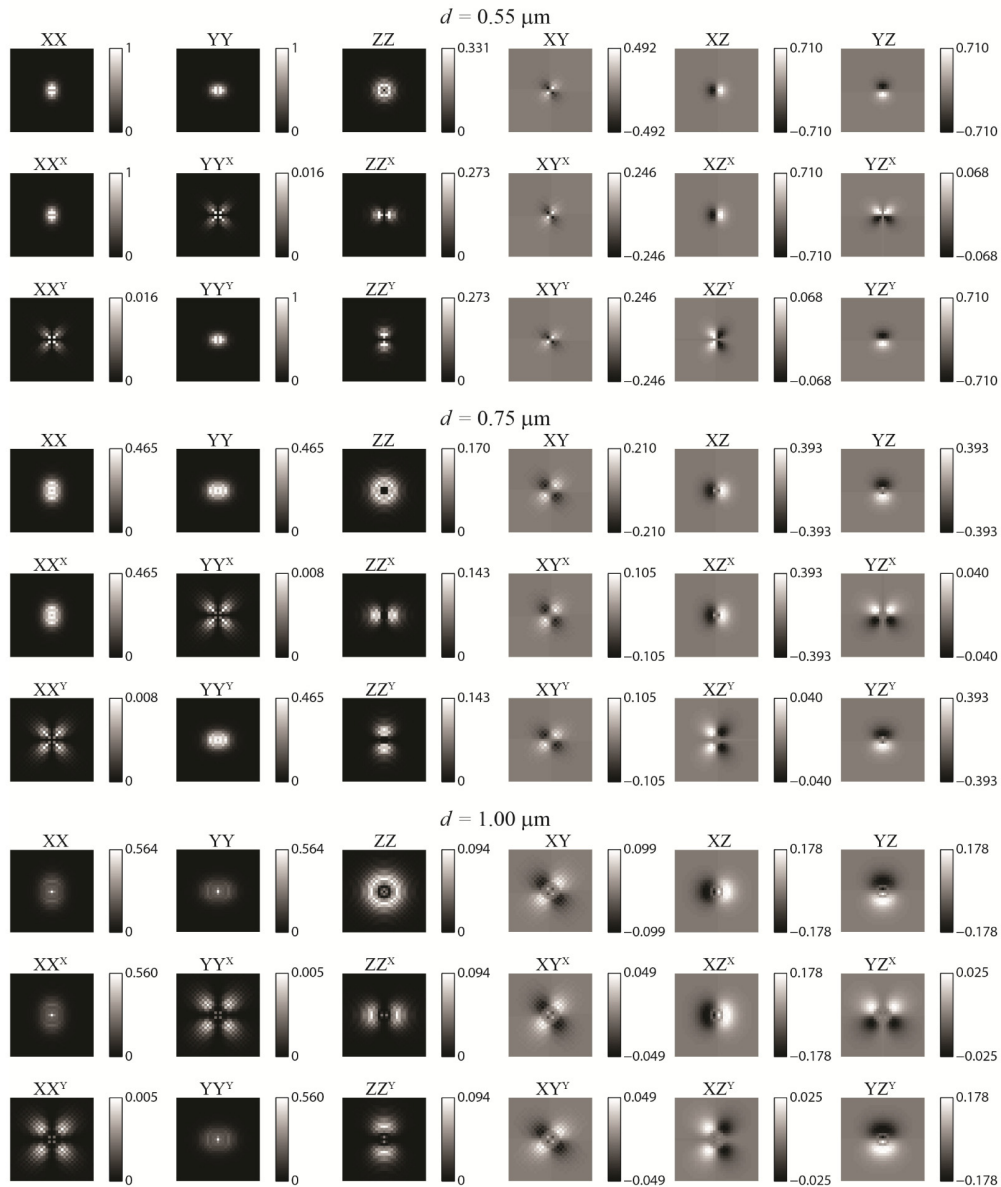 d = 0.55 μm
XX YY ZZ XY XZ YZ
1 1 0.331 0.492 0.710 0.710
0 0 0 −0.492 −0.710 −0.710
XXX YYX ZZX XYX XZX YZX
1 0.016 0.273 0.246 0.710 0.068
0 0 0 −0.246 −0.710 −0.068
XXY YYY ZZY XYY XZY YZY
0.016 1 0.273 0.246 0.068 0.710
0 0 0 −0.246 −0.068 −0.710
d = 0.75 μm
XX YY ZZ XY XZ YZ
0.465 0.465 0.170 0.210 0.393 0.393
0 0 0 −0.210 −0.393 −0.393
XXX YYX ZZX XYX XZX YZX
0.465 0.008 0.143 0.105 0.393 0.040
0 0 0 −0.105 −0.393 −0.040
XXY YYY ZZY XYY XZY YZY
0.008 0.465 0.143 0.105 0.040 0.393
0 0 0 −0.105 −0.040 −0.393
d = 1.00 μm
XX YY ZZ XY XZ YZ
0.564 0.564 0.094 0.099 0.178 0.178
0 0 0 −0.099 −0.178 −0.178
XXX YYX ZZX XYX XZX YZX
0.560 0.005 0.094 0.049 0.178 0.025
0 0 0 −0.049 −0.178 −0.025
XXY YYY ZZY XYY XZY YZY
0.005 0.560 0.094 0.049 0.025 0.178
0 0 0 −0.049 −0.025 −0.178